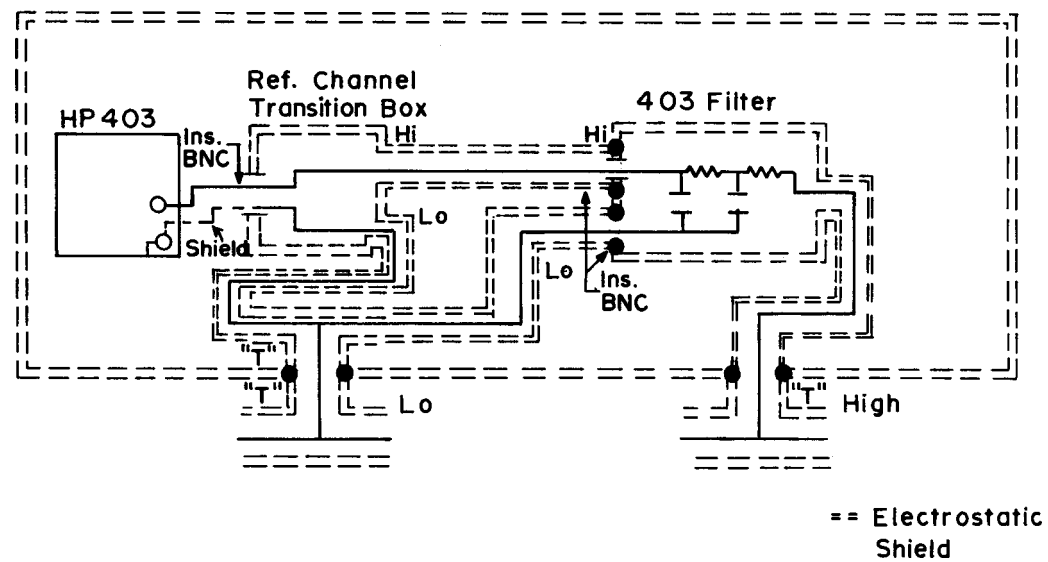 Ref. Channel
Transition Box
HP 403
Ins.
BNC
Hi
Hi
403 Filter
Lo
Shield
Lo
Ins.
BNC
"T"
"T"
Lo
"T"
High
== Electrostatic
Shield